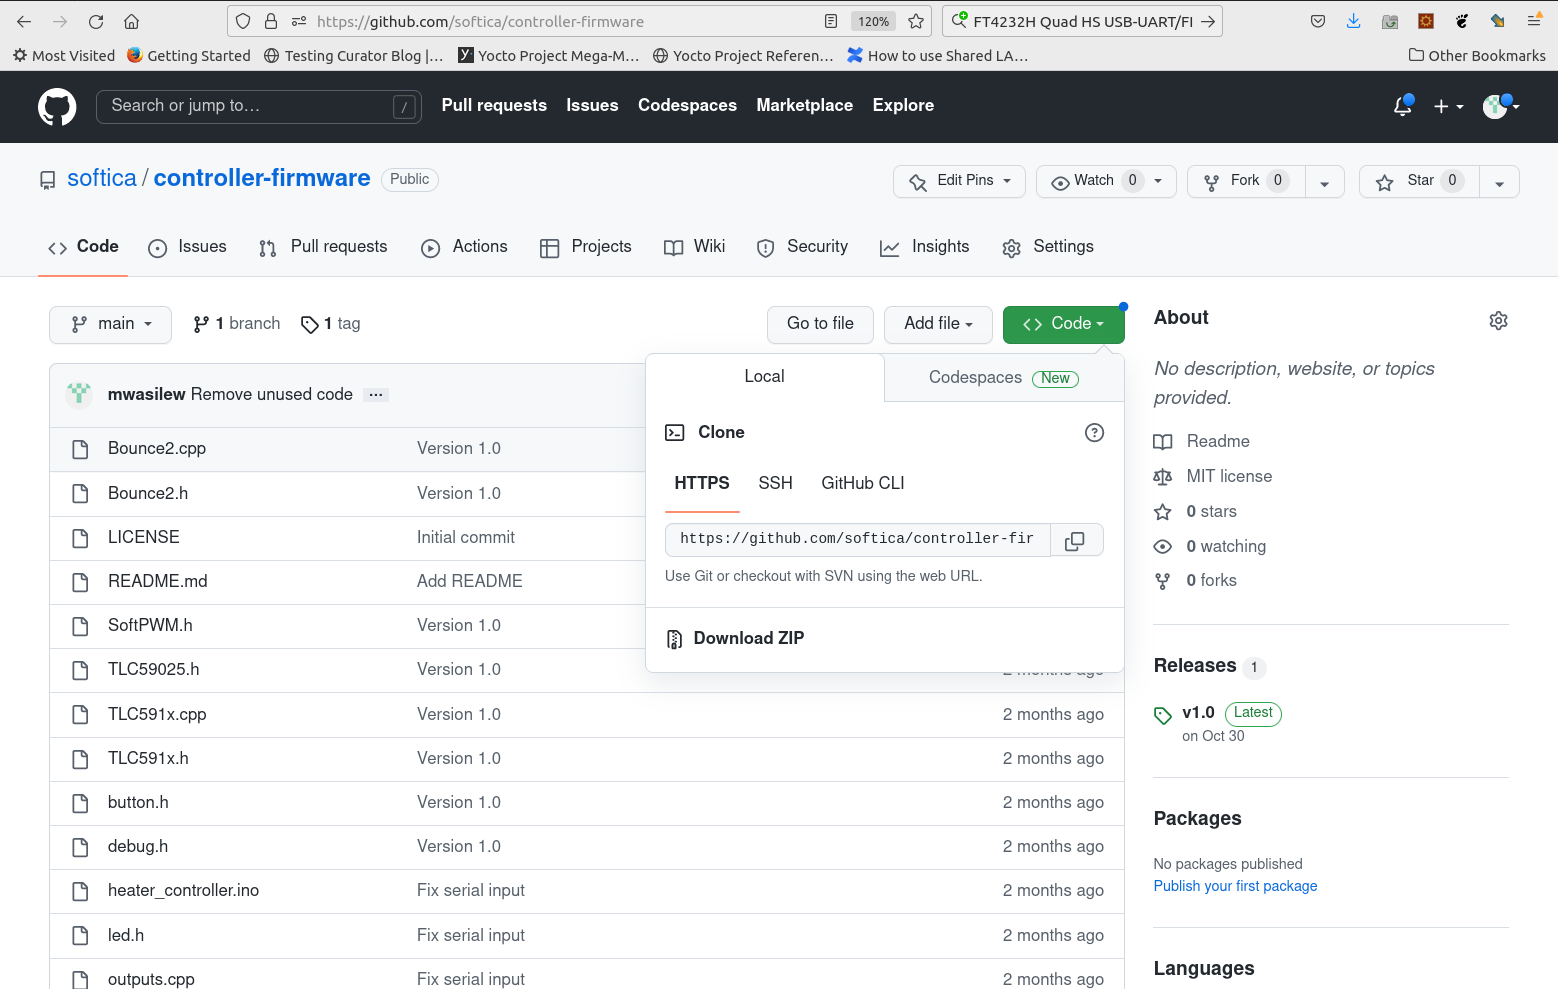 https://github.com/softica/controller-firmware 120% FT4232H Quad HS USB-UART/FI
Most Visited Getting Started Testing Curator Blog |... Yocto Project Mega-M... Yocto Project Referen... How to use Shared LA... Other Bookmarks
Search or jump to... / Pull requests Issues Codespaces Marketplace Explore
softica / controller-firmware Public Edit Pins Watch 0 Fork 0 Star 0
Code Issues Pull requests Actions Projects Wiki Security Insights Settings
main 1 branch 1 tag Go to file Add file Code
mwasilew Remove unused code ...
Bounce2.cpp Version 1.0
Bounce2.h Version 1.0
LICENSE Initial commit
README.md Add README
SoftPWM.h Version 1.0
TLC59025.h Version 1.0 2 months ago
TLC591x.cpp Version 1.0 2 months ago
TLC591x.h Version 1.0 2 months ago
button.h Version 1.0 2 months ago
debug.h Version 1.0 2 months ago
heater_controller.ino Fix serial input 2 months ago
led.h Fix serial input 2 months ago
outputs.cpp Fix serial input 2 months ago
Local Codespaces New
Clone
HTTPS SSH GitHub CLI
https://github.com/softica/controller-fir
Use Git or checkout with SVN using the web URL.
Download ZIP
About
No description, website, or topics
provided.
Readme
MIT license
0 stars
0 watching
0 forks
Releases 1
v1.0 Latest
on Oct 30
Packages
No packages published
Publish your first package
Languages